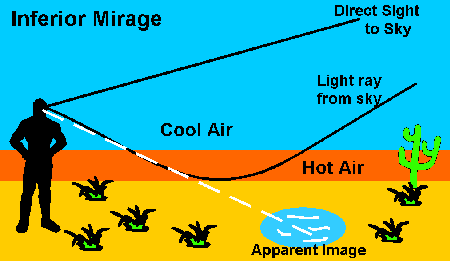 Inferior Mirage
Direct Sight
to Sky
Light ray
from sky
Cool Air
Hot Air
Apparent Image